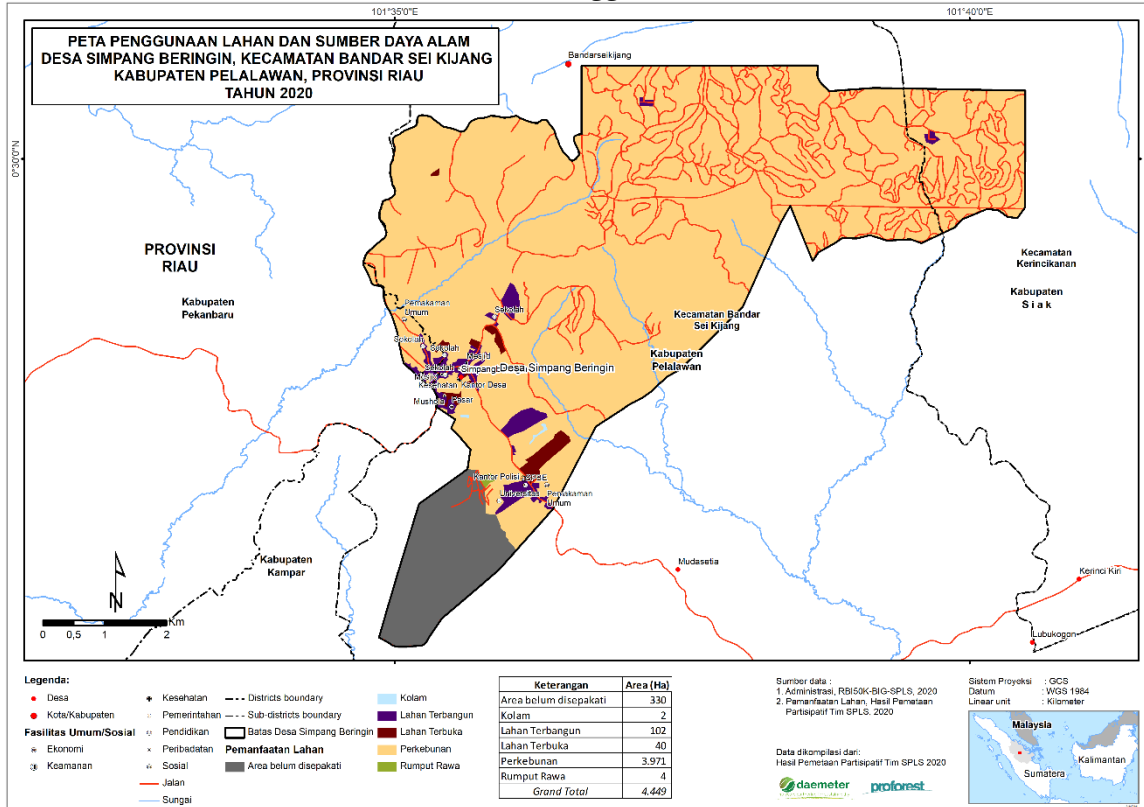 PETA PENGGUNAAN LAHAN DAN SUMBER DAYA ALAM
DESA SIMPANG BERINGIN, KECAMATAN BANDAR SEI KIJANG
KABUPATEN PELALAWAN, PROVINSI RIAU
TAHUN 2020
101°35'0"E
101°40'0"E
0°30'0"N
0°30'0"N
Bandarseikijang
PROVINSI
RIAU
Kabupaten
Pekanbaru
Kecamatan
Kerincikanan
Kabupaten
S i a k
Pemakaman
Umum
Sekolah
Kecamatan Bandar
Sei Kijang
Sekolah
Sekolah
Masjid
Sekolah
Simpang
Desa Simpang Beringin
Kabupaten
Pelalawan
Masjid
Kesehatan
Kantor Desa
Mushola
Pasar
Kantor Polisi
Universitas
Pemakaman
Umum
Kabupaten
Kampar
Mudasetia
Kerinci Kiri
Lubukogon
N
0 0,5 1 2 Km
Legenda:
Desa
Kota/Kabupaten
Fasilitas Umum/Sosial
Ekonomi
Keamanan
Kesehatan
Pemerintahan
Pendidikan
Peribadatan
Sosial
Jalan
Sungai
Districts boundary
Sub-districts boundary
Batas Desa Simpang Beringin
Pemanfaatan Lahan
Area belum disepakati
Kolam
Lahan Terbangun
Lahan Terbuka
Perkebunan
Rumput Rawa
Keterangan Area (Ha)
Area belum disepakati 330
Kolam 2
Lahan Terbangun 102
Lahan Terbuka 40
Perkebunan 3.971
Rumput Rawa 4
Grand Total 4.449
Sumber data :
1. Administrasi, RBI50K-BIG-SPLS, 2020
2. Pamanfaatan Lahan, Hasil Pemetaan
Partisipatif Tim SPLS. 2020
Data dikompilasi dari:
Hasil Pemetaan Partisipatif Tim SPLS 2020
daemeter
proforest
Sistem Proyeksi : GCS
Datum : WGS 1984
Linear unit : Kilometer
Malaysia
Kalimantan
Sumatera